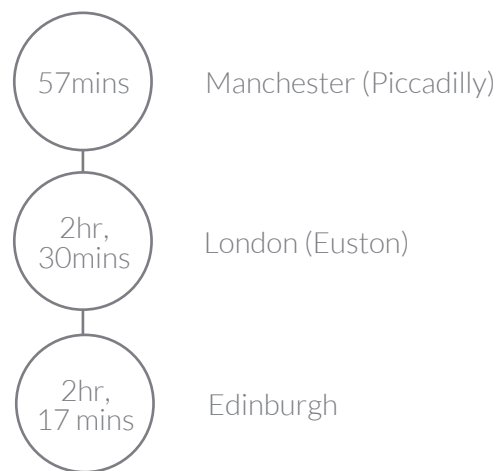 57mins
Manchester (Piccadilly)
2hr,
30mins
London (Euston)
2hr,
17 mins
Edinburgh